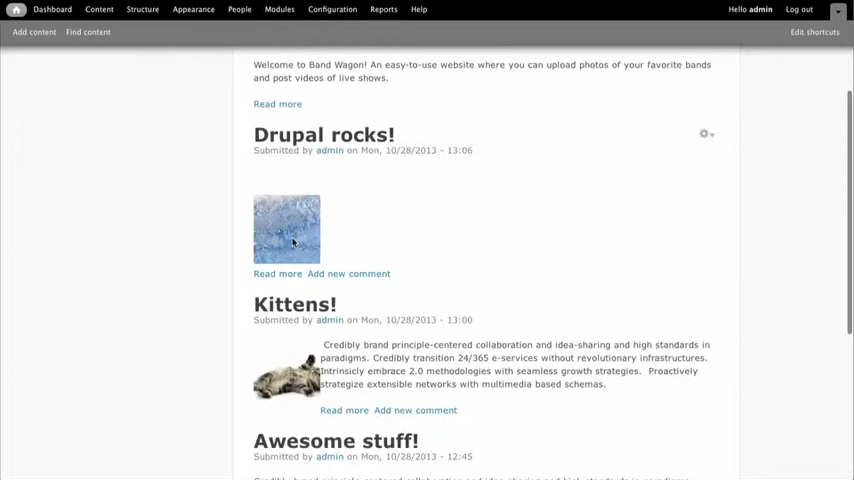 Dashboard Content Structure Appearance People Modules Configuration Reports Help Hello admin Log out
Add content Find content Edit shortcuts
Welcome to Band Wagon! An easy-to-use website where you can upload photos of your favorite bands
and post videos of live shows.
Read more
Drupal rocks!
Submitted by admin on Mon, 10/28/2013 - 13:06
Read more Add new comment
Kittens!
Submitted by admin on Mon, 10/28/2013 - 13:00
Credibly brand principle-centered collaboration and idea-sharing and high standards in
paradigms. Credibly transition 24/365 e-services without revolutionary infrastructures.
Intrinsicly embrace 2.0 methodologies with seamless growth strategies. Proactively
strategize extensible networks with multimedia based schemas.
Read more Add new comment
Awesome stuff!
Submitted by admin on Mon, 10/28/2013 - 12:45